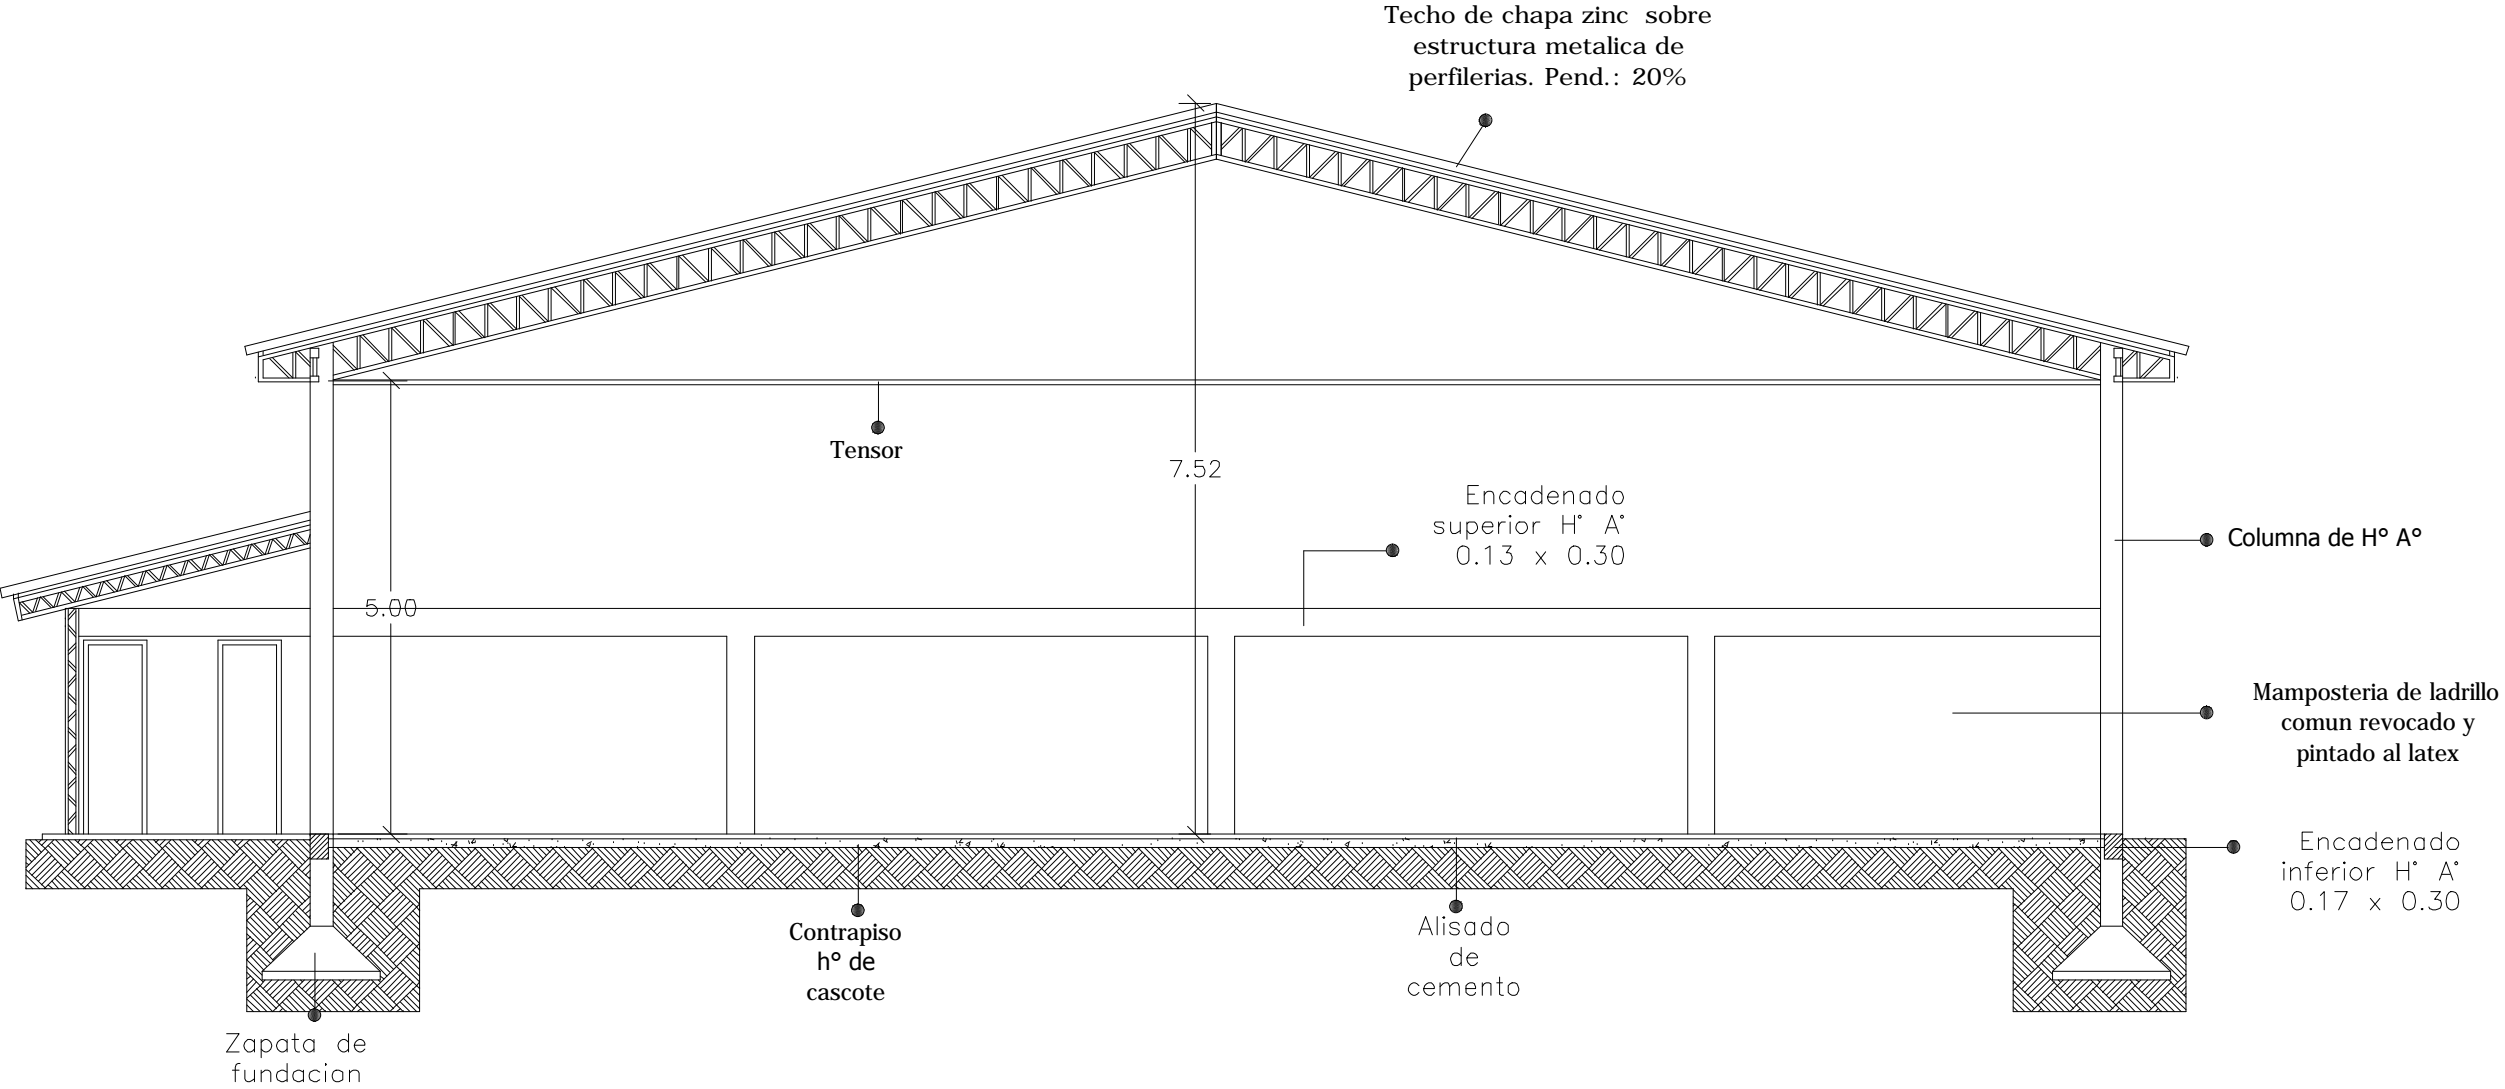 Techo de chapa zinc sobre
estructura metalica de
perfilerias. Pend.: 20%
Tensor
7.52
Encadenado
superior H° A°
0.13 x 0.30
Columna de H° A°
5.00
Mamposteria de ladrillo
comun revocado y
pintado al latex
Encadenado
inferior H° A°
0.17 x 0.30
Contrapiso
h° de
cascote
Alisado
de
cemento
Zapata de
fundacion